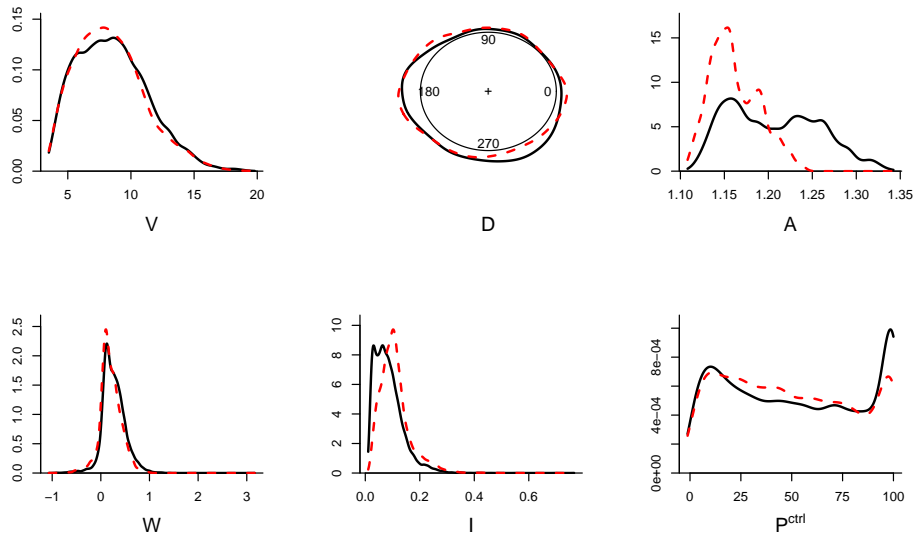 0.00 0.05 0.10 0.15
5 10 15 20
V
90
180 + 0
270
D
0 5 10 15
1.10 1.15 1.20 1.25 1.30 1.35
A
0.0 0.5 1.0 1.5 2.0 2.5
−1 0 1 2 3
W
0 2 4 6 8 10
0.0 0.2 0.4 0.6
I
0e+00 4e−04 8e−04
0 25 50 75 100
P^ctrl